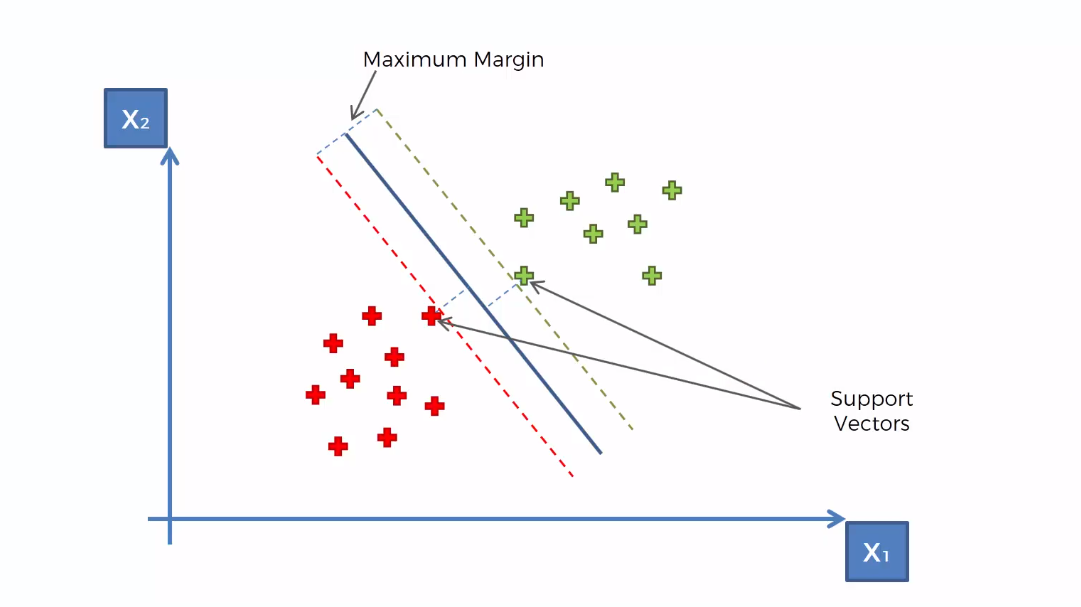 Maximum Margin
X₂
Support
Vectors
X₁